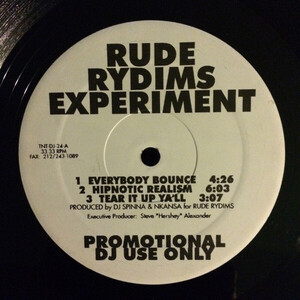 RUDE
RYDIMS
EXPERIMENT
TNT-DJ 24-A
33.33 RPM
FAX: 212/243-1089
1 EVERYBODY BOUNCE 4:26
2 HIPNOTIC REALISM 6:03
3 TEAR IT UP YA'LL 3:07
PRODUCED by DJ SPINNA & NKANSA for RUDE RYDIMS
Executive Producer: Steve "Hershey" Alexander
PROMOTIONAL
DJ USE ONLY